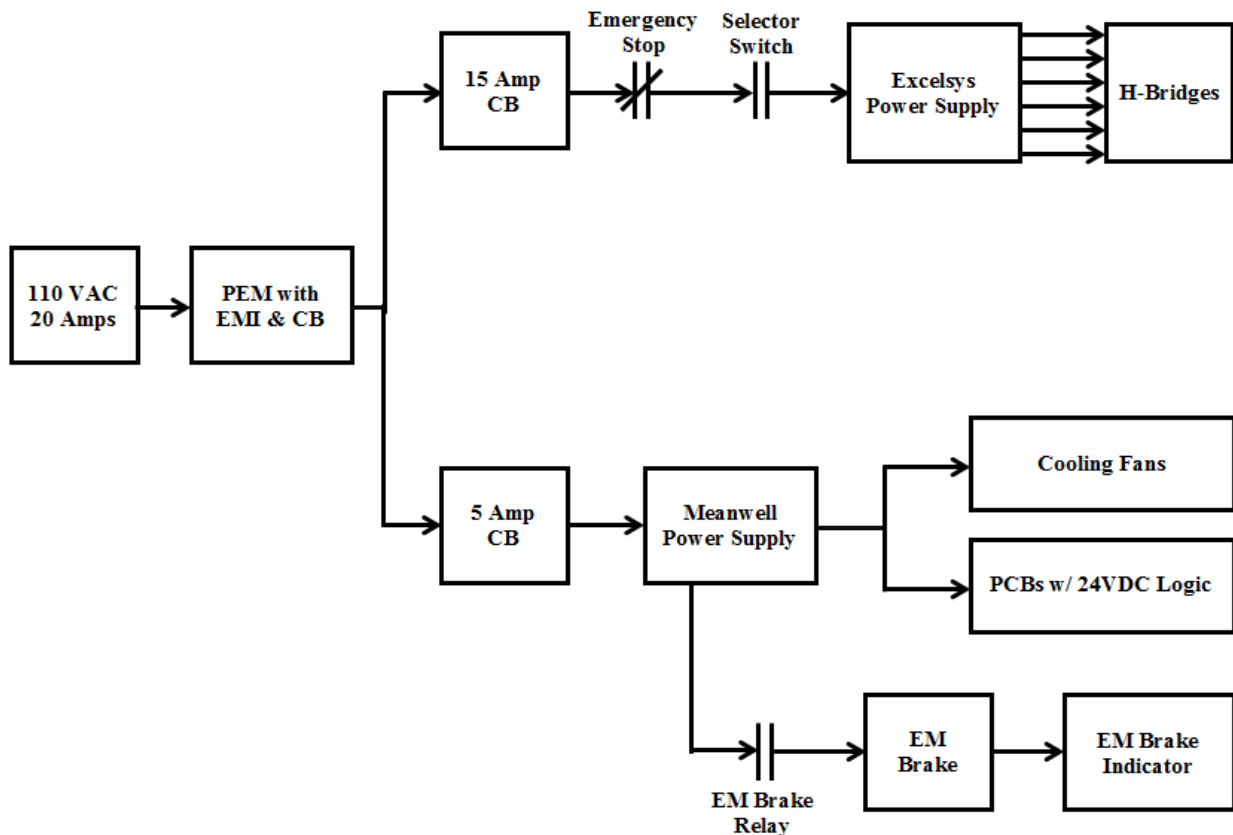 Emergency
Stop
Selector
Switch
15 Amp
CB
Excelsys
Power Supply
H-Bridges
110 VAC
20 Amps
PEM with
EMI & CB
Cooling Fans
5 Amp
CB
Meanwell
Power Supply
PCBs w/ 24VDC Logic
EM
Brake
EM Brake
Indicator
EM Brake
Relay